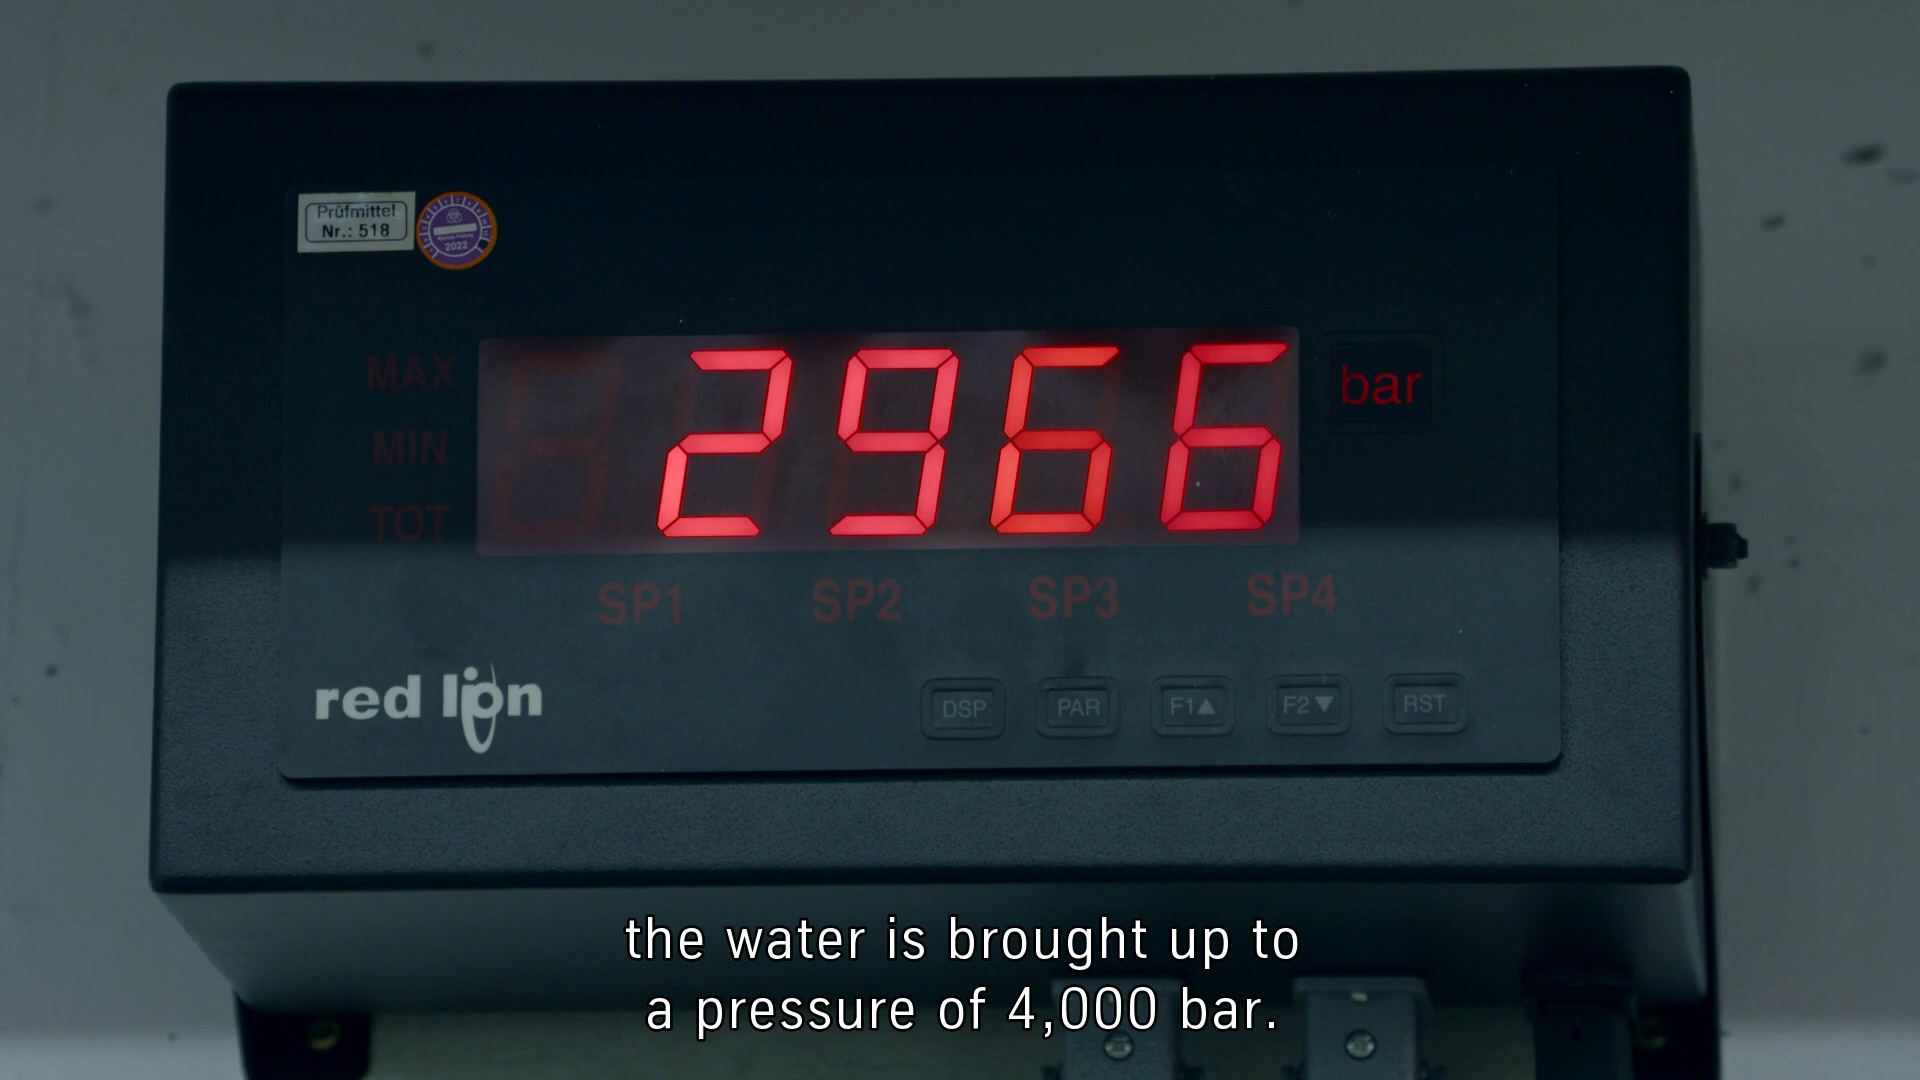 Prüfmittel
Nr.: 518
2022
MAX
MIN
TOT
2966
bar
SP1 SP2 SP3 SP4
red lion
DSP PAR F1▲ F2▼ RST
the water is brought up to
a pressure of 4,000 bar.